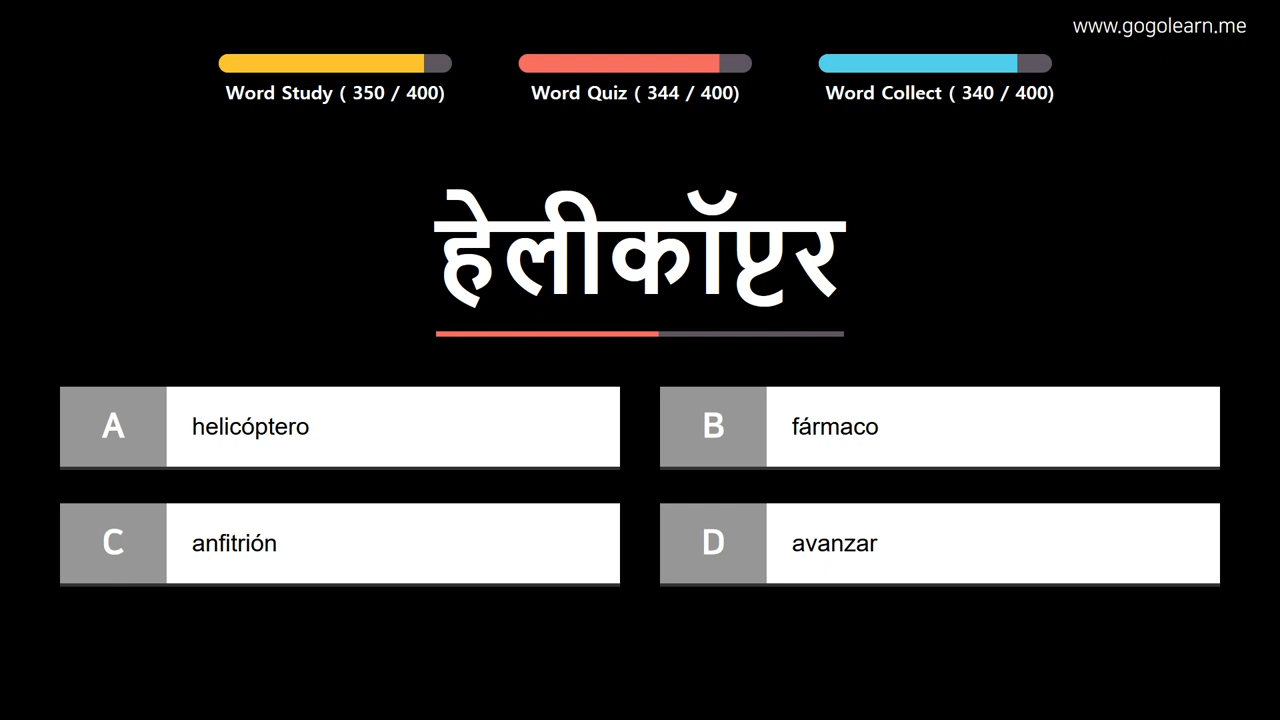 www.gogolearn.me
Word Study ( 350 / 400)
Word Quiz ( 344 / 400)
Word Collect ( 340 / 400)
हेलीकॉप्टर
A helicóptero
B fármaco
C anfitrión
D avanzar